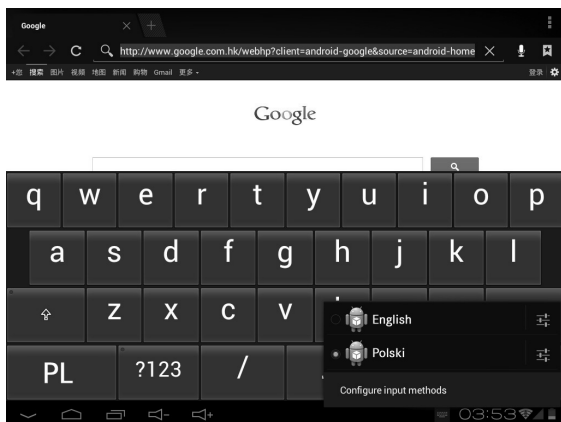 Google
http://www.google.com.hk/webhp?client=android-google&source=android-home
+您 搜索 图片 视频 地图 新闻 购物 Gmail 更多
登录
Google
q w e r t y u i o p
a s d f g h j k l
z x c v
English
Polski
PL ?123 /
Configure input methods
03:53